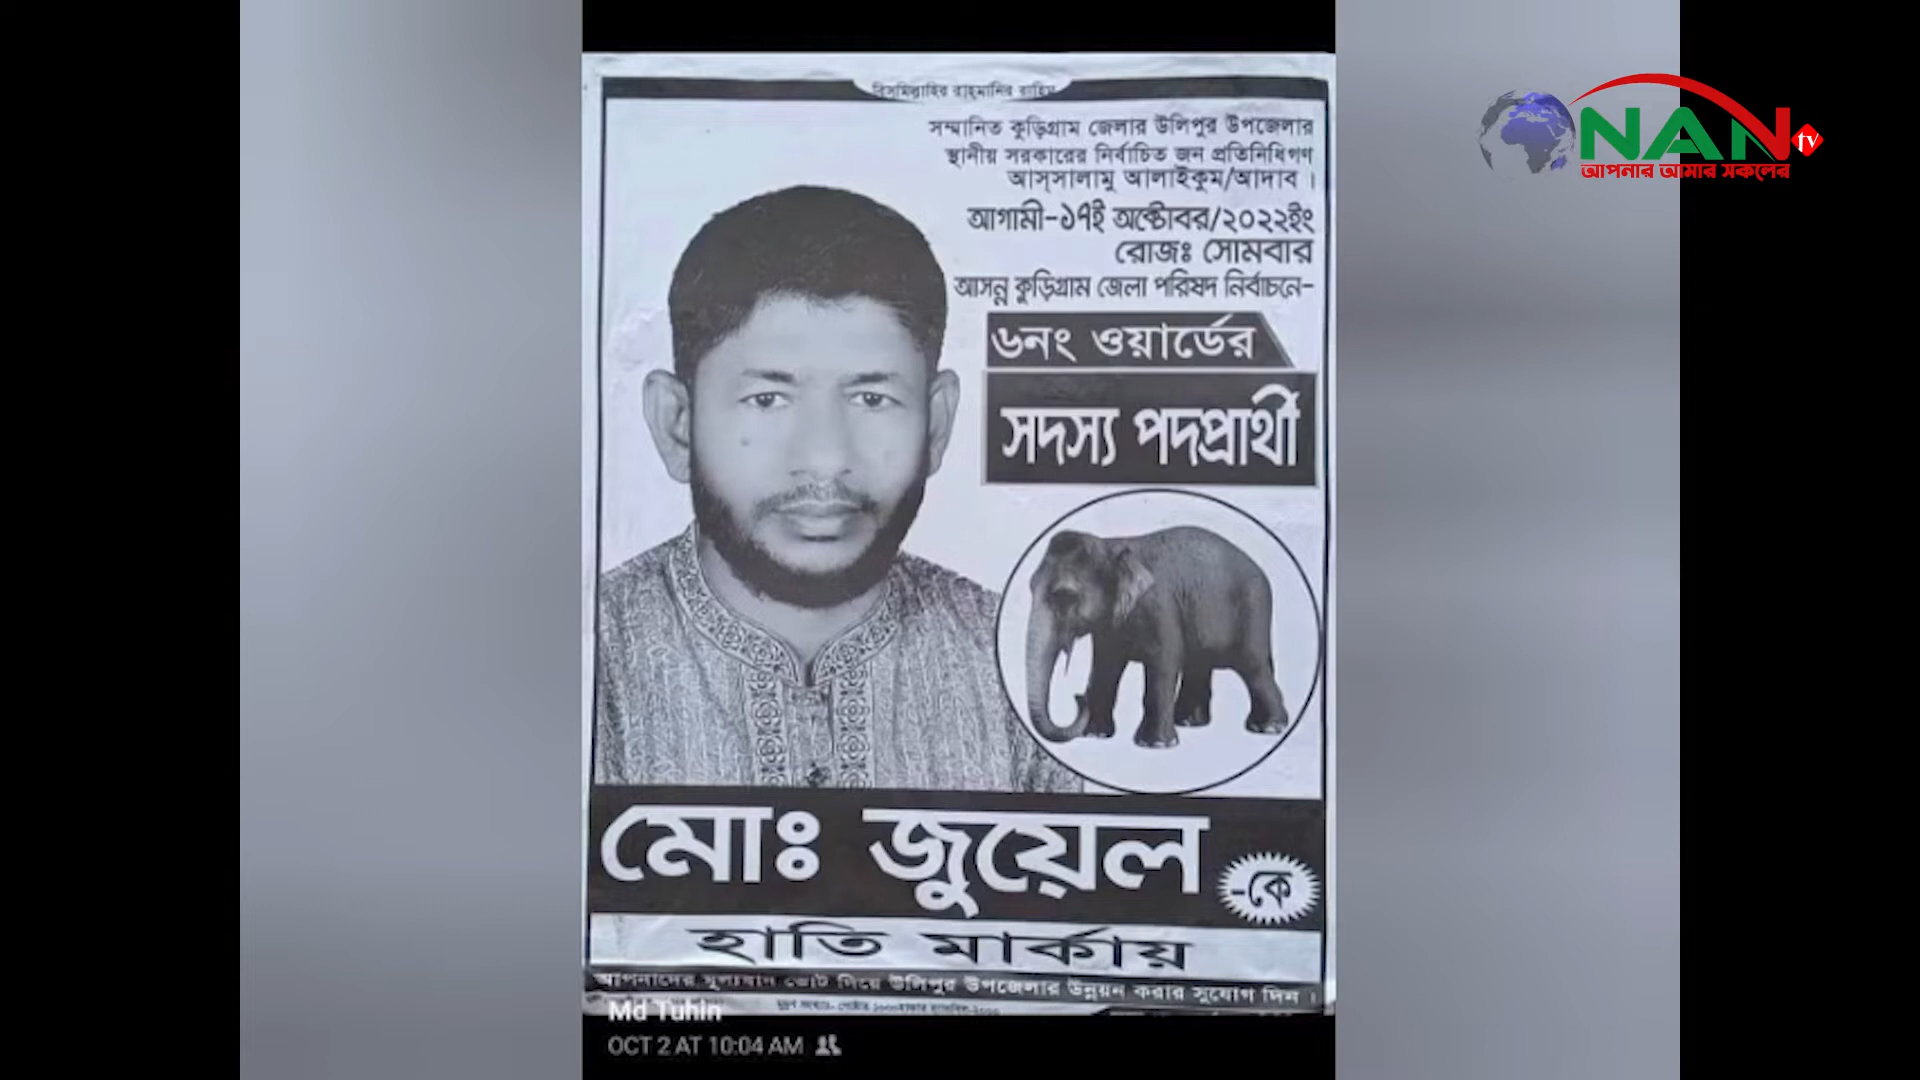 বিসমিল্লাহির রাহমানির রাহিম
সম্মানিত কুড়িগ্রাম জেলার উলিপুর উপজেলার
স্থানীয় সরকারের নির্বাচিত জন প্রতিনিধিগণ
আস্সালামু আলাইকুম/আদাব।
আগামী-১৭ই অক্টোবর/২০২২ইং
রোজঃ সোমবার
আসন্ন কুড়িগ্রাম জেলা পরিষদ নির্বাচনে-
৬নং ওয়ার্ডের
সদস্য পদপ্রার্থী
মোঃ জুয়েল
-কে
হাতি মার্কায়
আপনাদের মূল্যবান ভোট দিয়ে উলিপুর উপজেলার উন্নয়ন করার সুযোগ দিন।
Md Tuhin
OCT 2 AT 10:04 AM
NAN tv
আপনার আমার সকলের